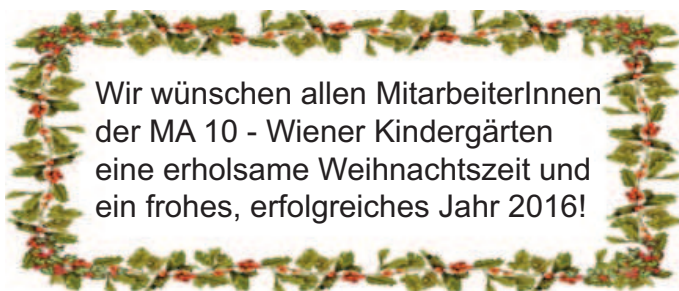 Wir wünschen allen MitarbeiterInnen
der MA 10 - Wiener Kindergärten
eine erholsame Weihnachtszeit und
ein frohes, erfolgreiches Jahr 2016!